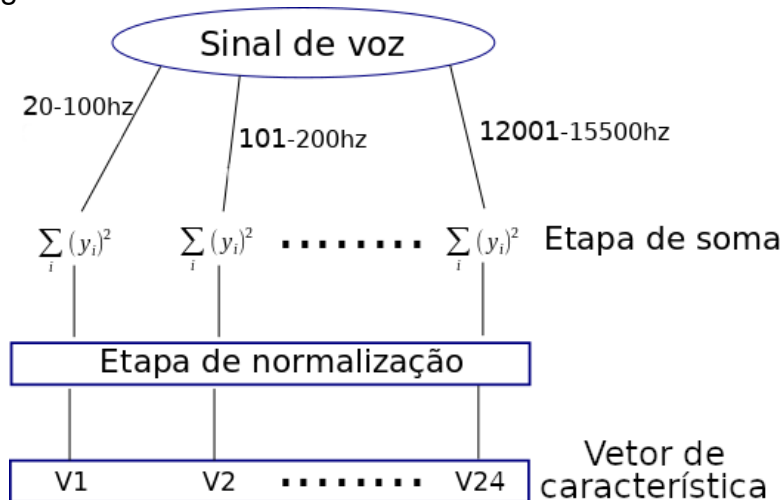 Sinal de voz
20-100hz
101-200hz
12001-15500hz
∑i (yi)² ∑i (yi)² ........ ∑i (yi)² Etapa de soma
Etapa de normalização
V1 V2 ........ V24
Vetor de
característica